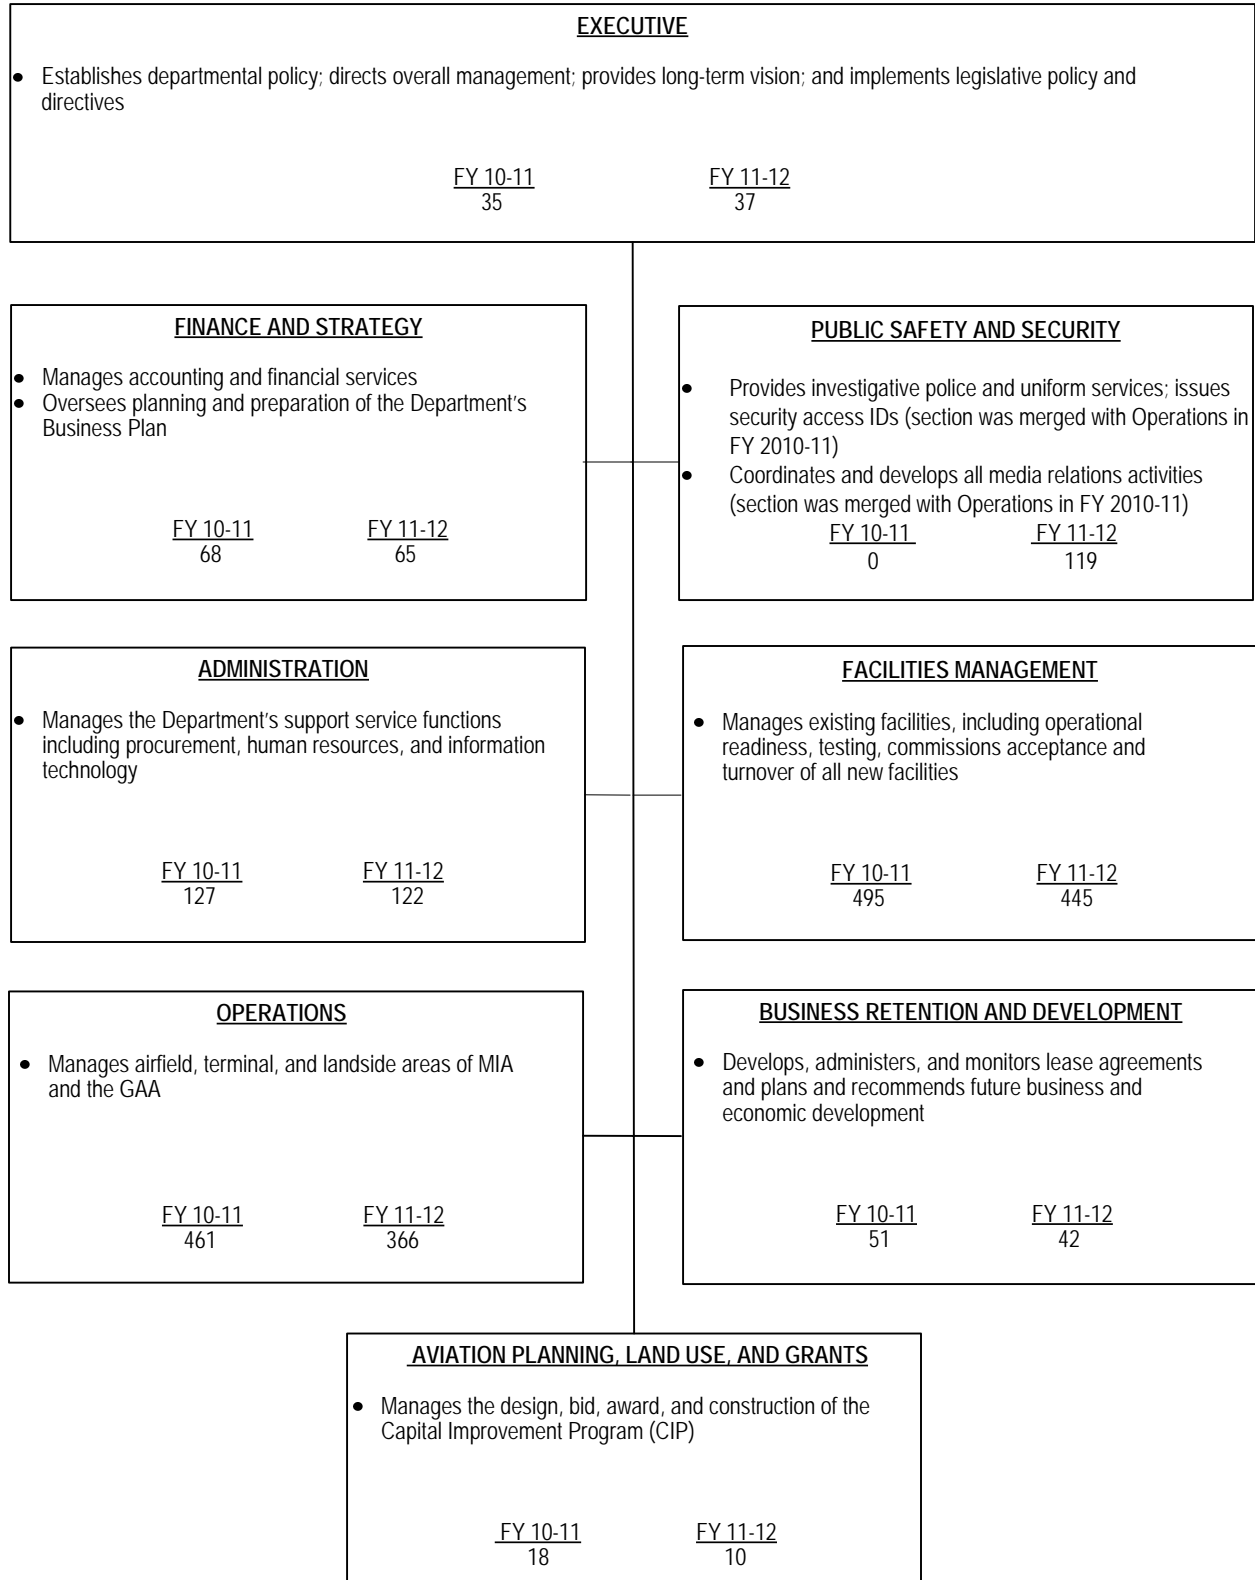 EXECUTIVE
● Establishes departmental policy; directs overall management; provides long-term vision; and implements legislative policy and
directives
FY 10-11 FY 11-12
35 37
FINANCE AND STRATEGY
● Manages accounting and financial services
● Oversees planning and preparation of the Department's
Business Plan
FY 10-11 FY 11-12
68 65
PUBLIC SAFETY AND SECURITY
● Provides investigative police and uniform services; issues
security access IDs (section was merged with Operations in
FY 2010-11)
● Coordinates and develops all media relations activities
(section was merged with Operations in FY 2010-11)
FY 10-11 FY 11-12
0 119
ADMINISTRATION
● Manages the Department's support service functions
including procurement, human resources, and information
technology
FY 10-11 FY 11-12
127 122
FACILITIES MANAGEMENT
● Manages existing facilities, including operational
readiness, testing, commissions acceptance and
turnover of all new facilities
FY 10-11 FY 11-12
495 445
OPERATIONS
● Manages airfield, terminal, and landside areas of MIA
and the GAA
FY 10-11 FY 11-12
461 366
BUSINESS RETENTION AND DEVELOPMENT
● Develops, administers, and monitors lease agreements
and plans and recommends future business and
economic development
FY 10-11 FY 11-12
51 42
AVIATION PLANNING, LAND USE, AND GRANTS
● Manages the design, bid, award, and construction of the
Capital Improvement Program (CIP)
FY 10-11 FY 11-12
18 10